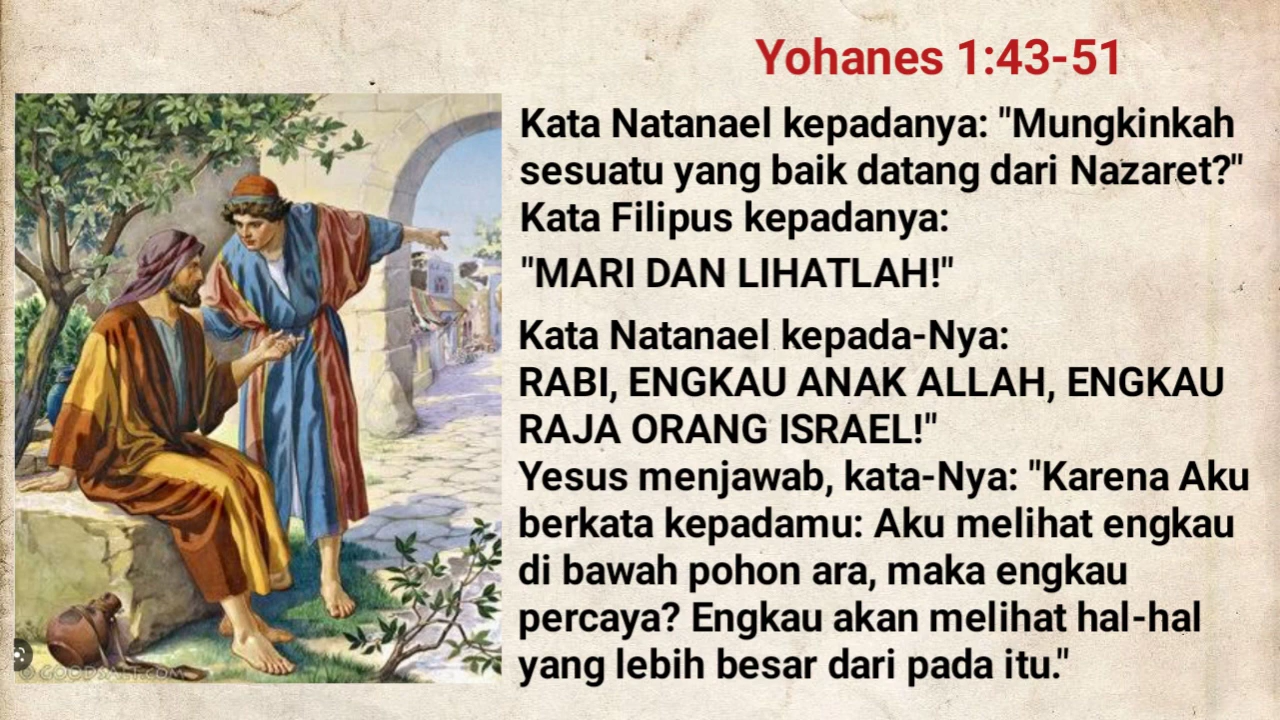 Yohanes 1:43-51
Kata Natanael kepadanya: "Mungkinkah
sesuatu yang baik datang dari Nazaret?"
Kata Filipus kepadanya:
"MARI DAN LIHATLAH!"
Kata Natanael kepada-Nya:
RABI, ENGKAU ANAK ALLAH, ENGKAU
RAJA ORANG ISRAEL!"
Yesus menjawab, kata-Nya: "Karena Aku
berkata kepadamu: Aku melihat engkau
di bawah pohon ara, maka engkau
percaya? Engkau akan melihat hal-hal
yang lebih besar dari pada itu."
© GOODSALT.COM